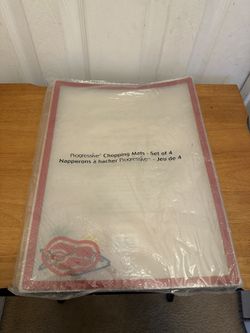 Progressive® Chopping Mats - Set of 4
Napperons à hacher Progressive® - Jeu de 4